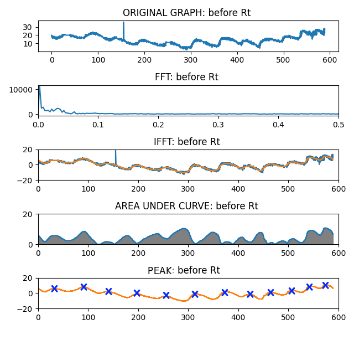 ORIGINAL GRAPH: before Rt
30
20
10
0 100 200 300 400 500 600
FFT: before Rt
10000
0
0.0 0.1 0.2 0.3 0.4 0.5
IFFT: before Rt
20
0
−20
0 100 200 300 400 500 600
AREA UNDER CURVE: before Rt
20
0
0 100 200 300 400 500 600
PEAK: before Rt
20
0
−20
0 100 200 300 400 500 600